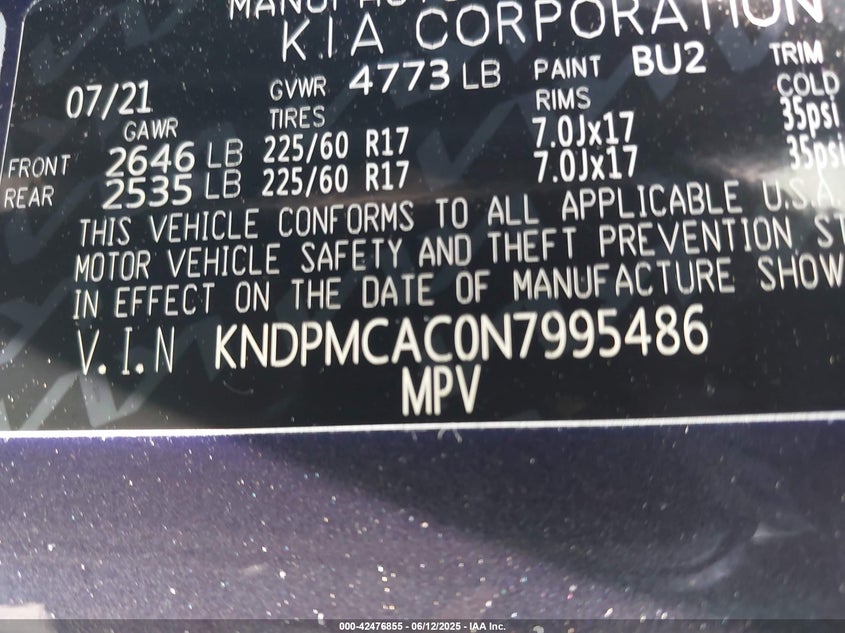 K.I.A CORPORATION
07/21 GVWR 4773 LB PAINT BU2 TRIM
GAWR TIRES RIMS COLD
FRONT 2646 LB 225/60 R17 7.0Jx17 35psi
REAR 2535 LB 225/60 R17 7.0Jx17 35psi
THIS VEHICLE CONFORMS TO ALL APPLICABLE U.S.A.
MOTOR VEHICLE SAFETY AND THEFT PREVENTION ST
IN EFFECT ON THE DATE OF MANUFACTURE SHOW
V.I.N KNDPMCAC0N7995486
MPV
000-42476855 - 06/12/2025 - IAA Inc.